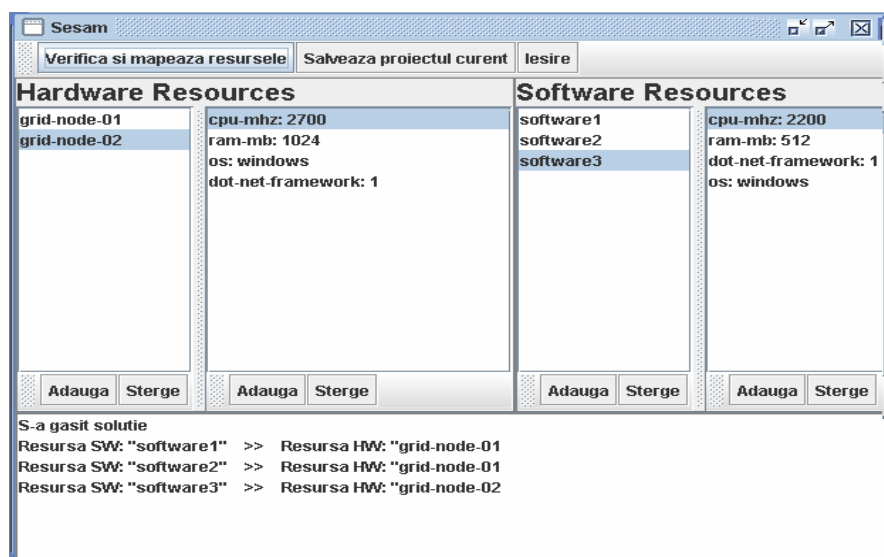 Sesam
Verifica si mapeaza resursele Salveaza proiectul curent Iesire
Hardware Resources
grid-node-01
grid-node-02
cpu-mhz: 2700
ram-mb: 1024
os: windows
dot-net-framework: 1
Adauga Sterge Adauga Sterge
Software Resources
software1
software2
software3
cpu-mhz: 2200
ram-mb: 512
dot-net-framework: 1
os: windows
Adauga Sterge Adauga Sterge
S-a gasit solutie
Resursa SW: "software1" >> Resursa HW: "grid-node-01
Resursa SW: "software2" >> Resursa HW: "grid-node-01
Resursa SW: "software3" >> Resursa HW: "grid-node-02